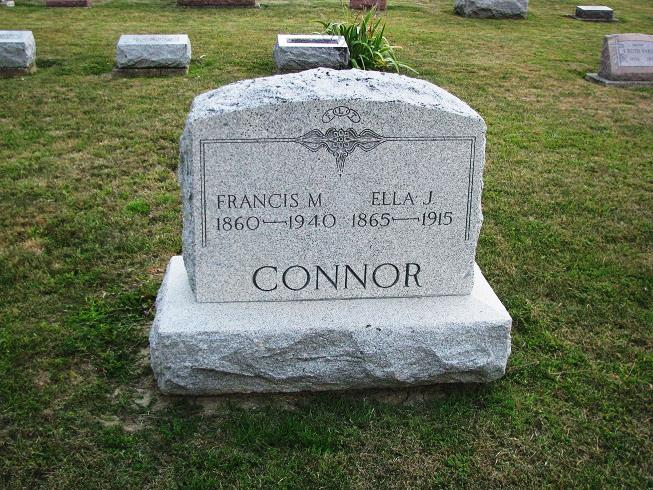 FRANCIS M. ELLA J.
1860—1940 1865—1915
CONNOR